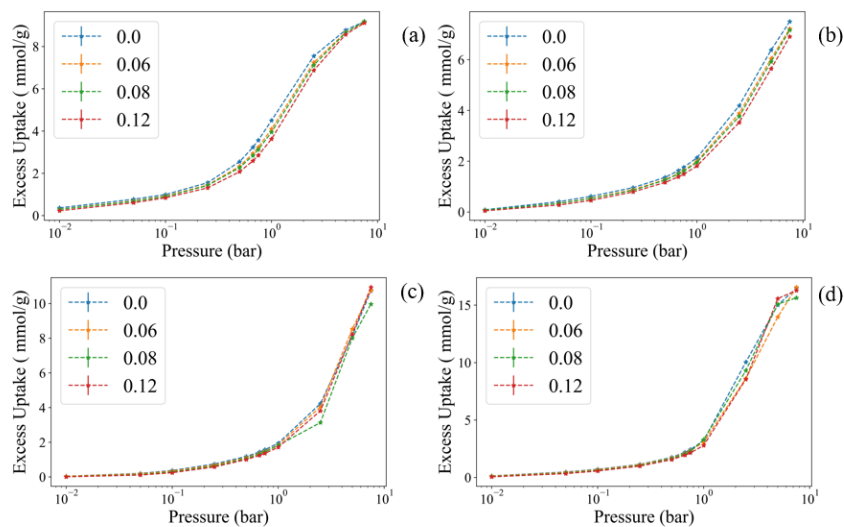 (a)
0.0
0.06
0.08
0.12
8
6
4
2
0
Excess Uptake ( mmol/g)
10⁻² 10⁻¹ 10⁰ 10¹
Pressure (bar)
(b)
0.0
0.06
0.08
0.12
6
4
2
0
Excess Uptake ( mmol/g)
10⁻² 10⁻¹ 10⁰ 10¹
Pressure (bar)
(c)
0.0
0.06
0.08
0.12
10
8
6
4
2
0
Excess Uptake ( mmol/g)
10⁻² 10⁻¹ 10⁰ 10¹
Pressure (bar)
(d)
0.0
0.06
0.08
0.12
15
10
5
0
Excess Uptake ( mmol/g)
10⁻² 10⁻¹ 10⁰ 10¹
Pressure (bar)